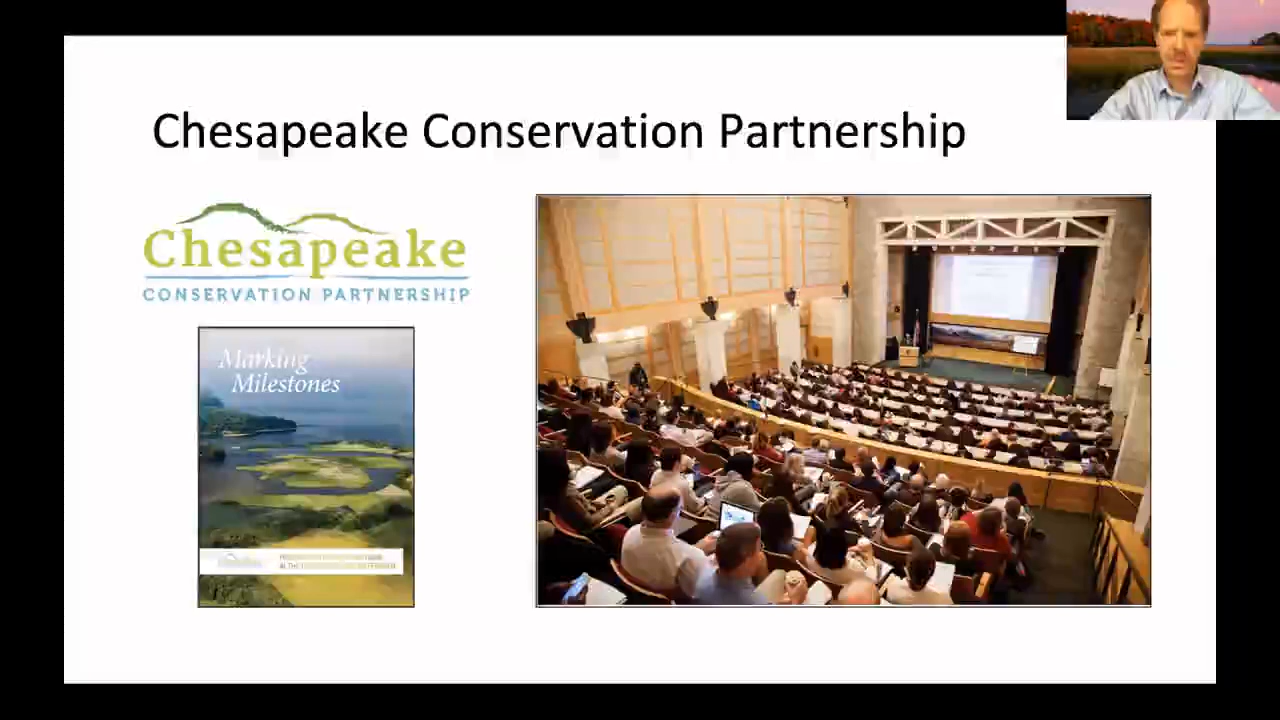 Chesapeake Conservation Partnership
Chesapeake
CONSERVATION PARTNERSHIP
Marking
Milestones